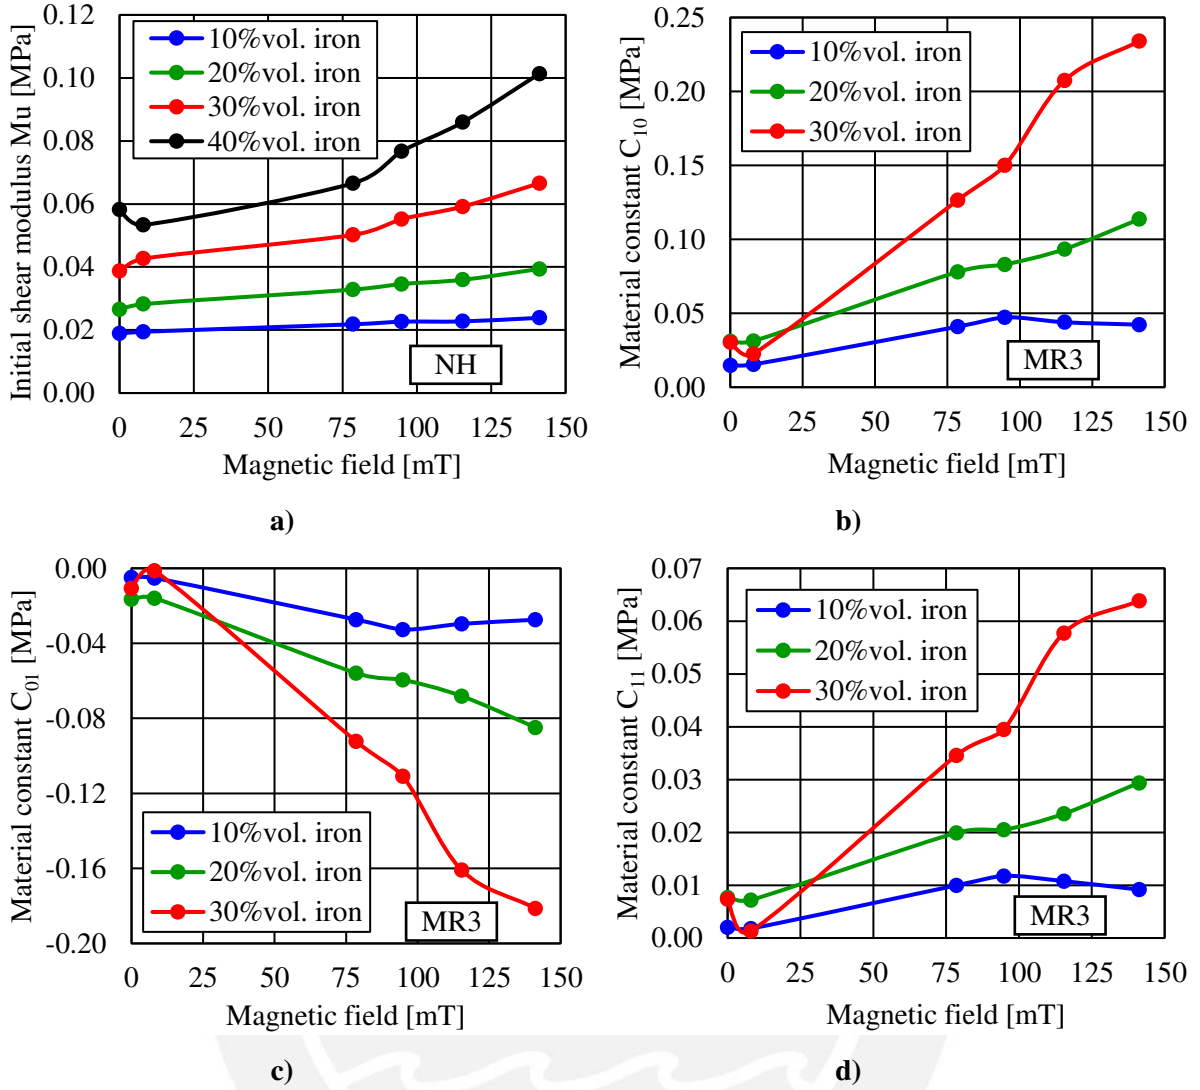 0.12
0.10
0.08
0.06
0.04
0.02
0.00
Initial shear modulus Mu [MPa]
10%vol. iron
20%vol. iron
30%vol. iron
40%vol. iron
NH
0 25 50 75 100 125 150
Magnetic field [mT]
a)
0.25
0.20
0.15
0.10
0.05
0.00
Material constant C₁₀ [MPa]
10%vol. iron
20%vol. iron
30%vol. iron
MR3
0 25 50 75 100 125 150
Magnetic field [mT]
b)
0.00
-0.04
-0.08
-0.12
-0.16
-0.20
Material constant C₀₁ [MPa]
10%vol. iron
20%vol. iron
30%vol. iron
MR3
0 25 50 75 100 125 150
Magnetic field [mT]
c)
0.07
0.06
0.05
0.04
0.03
0.02
0.01
0.00
Material constant C₁₁ [MPa]
10%vol. iron
20%vol. iron
30%vol. iron
MR3
0 25 50 75 100 125 150
Magnetic field [mT]
d)